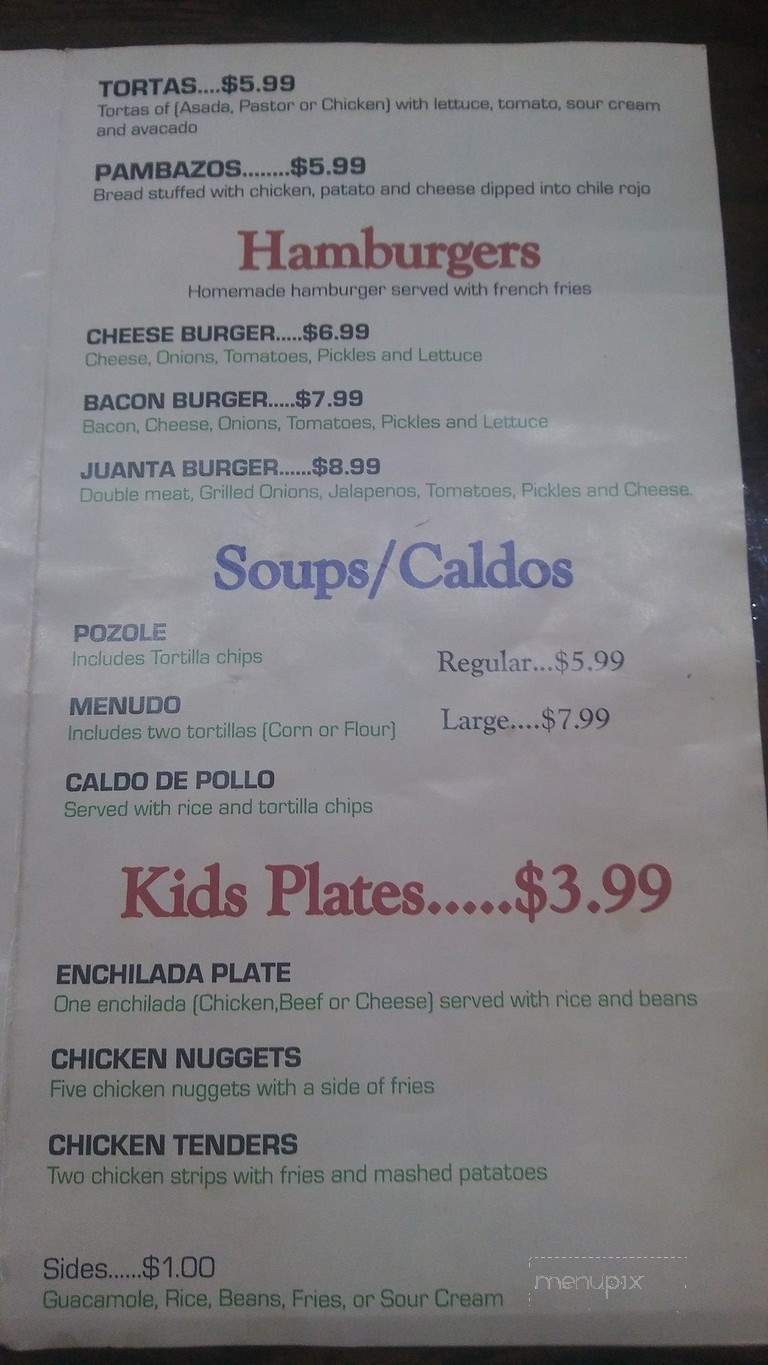 TORTAS....$5.99
Tortas of (Asada, Pastor or Chicken) with lettuce, tomato, sour cream
and avacado
PAMBAZOS........$5.99
Bread stuffed with chicken, patato and cheese dipped into chile rojo
Hamburgers
Homemade hamburger served with french fries
CHEESE BURGER.....$6.99
Cheese, Onions, Tomatoes, Pickles and Lettuce
BACON BURGER.....$7.99
Bacon, Cheese, Onions, Tomatoes, Pickles and Lettuce
JUANTA BURGER......$8.99
Double meat, Grilled Onions, Jalapenos, Tomatoes, Pickles and Cheese.
Soups/Caldos
POZOLE
Includes Tortilla chips
Regular...$5.99
MENUDO
Includes two tortillas (Corn or Flour)
Large....$7.99
CALDO DE POLLO
Served with rice and tortilla chips
Kids Plates.....$3.99
ENCHILADA PLATE
One enchilada (Chicken,Beef or Cheese) served with rice and beans
CHICKEN NUGGETS
Five chicken nuggets with a side of fries
CHICKEN TENDERS
Two chicken strips with fries and mashed patatoes
Sides......$1.00
Guacamole, Rice, Beans, Fries, or Sour Cream
menupix